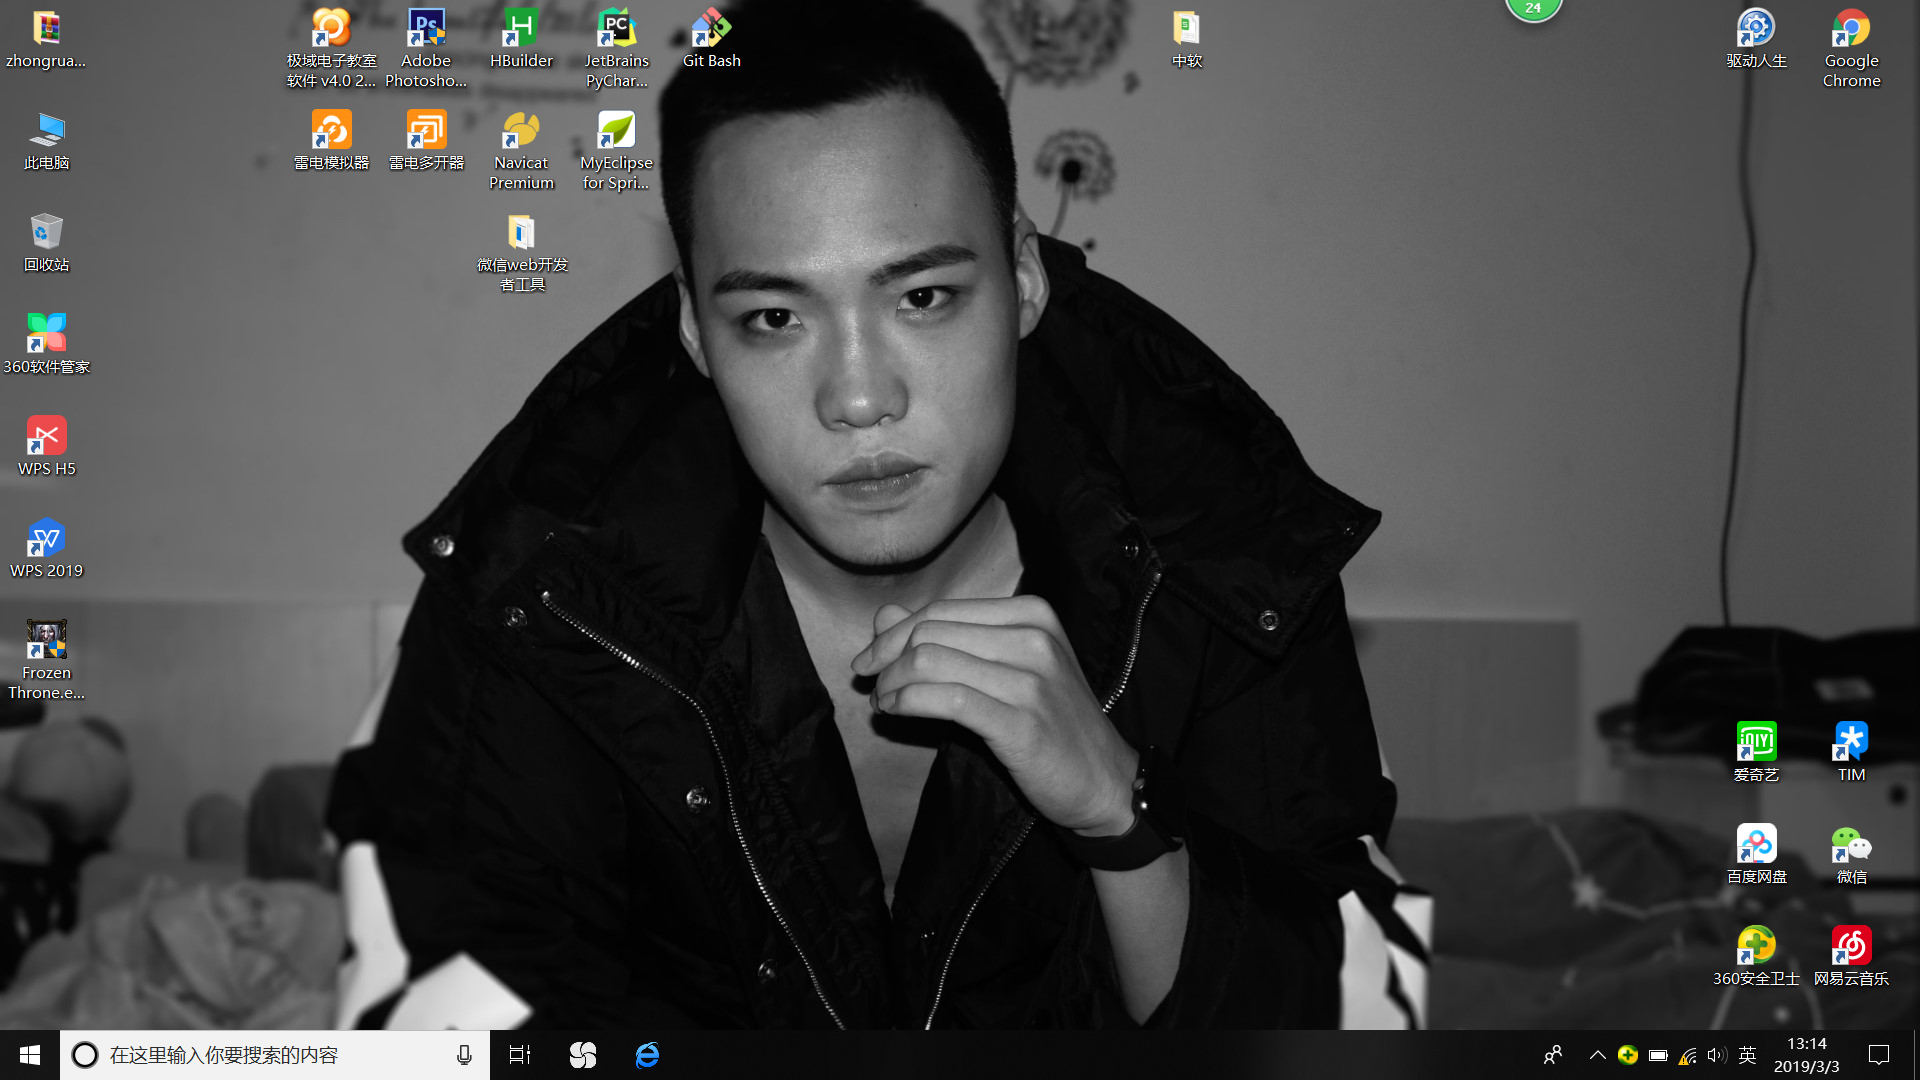 24
zhongrua...
极域电子教室
软件 v4.0 2...
Adobe
Photosho...
HBuilder
JetBrains
PyChar...
Git Bash
中软
驱动人生
Google
Chrome
此电脑
雷电模拟器
雷电多开器
Navicat
Premium
MyEclipse
for Spri...
回收站
微信web开发
者工具
360软件管家
WPS H5
WPS 2019
Frozen
Throne.e...
爱奇艺
TIM
百度网盘
微信
360安全卫士
网易云音乐
在这里输入你要搜索的内容
英
13:14
2019/3/3